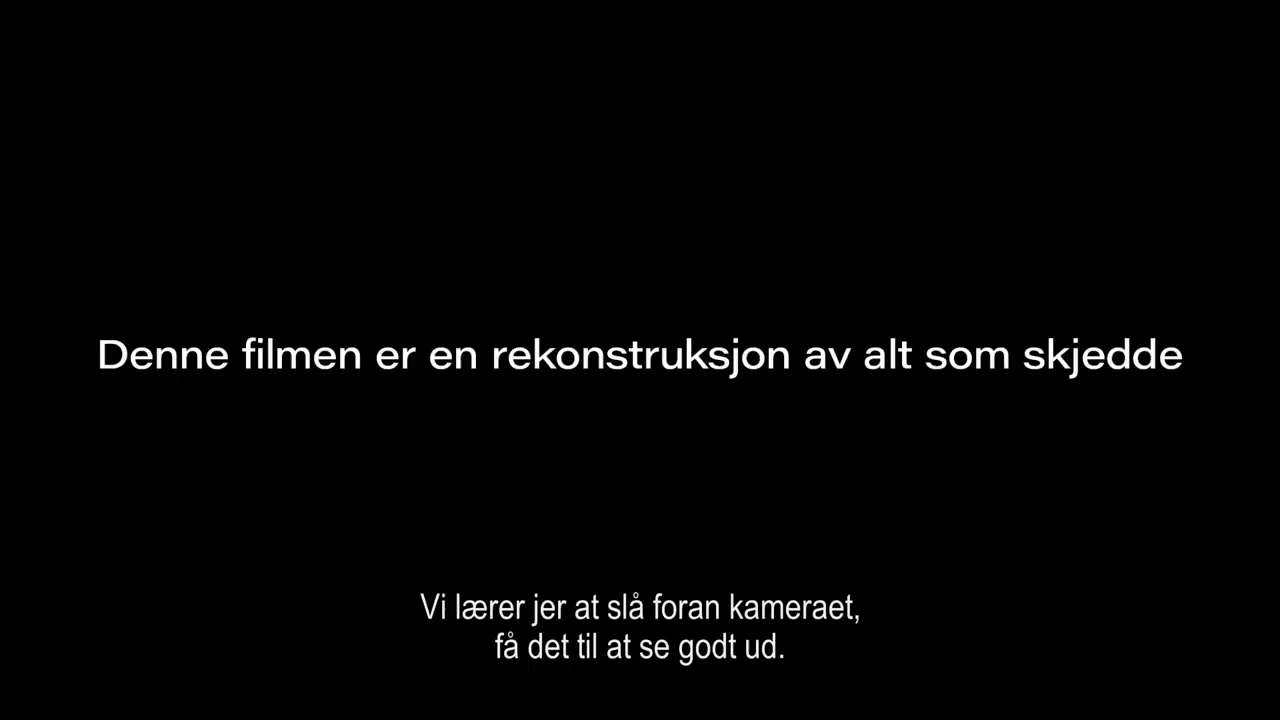 Denne filmen er en rekonstruksjon av alt som skjedde
Vi lærer jer at slå foran kameraet,
få det til at se godt ud.